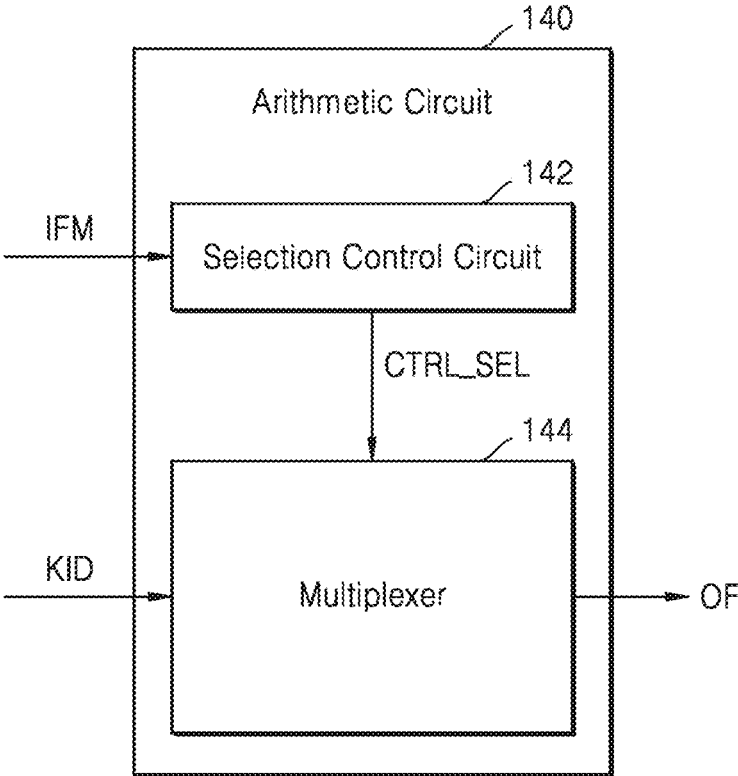 140
Arithmetic Circuit
142
IFM
Selection Control Circuit
CTRL_SEL
144
KID
Multiplexer
OF